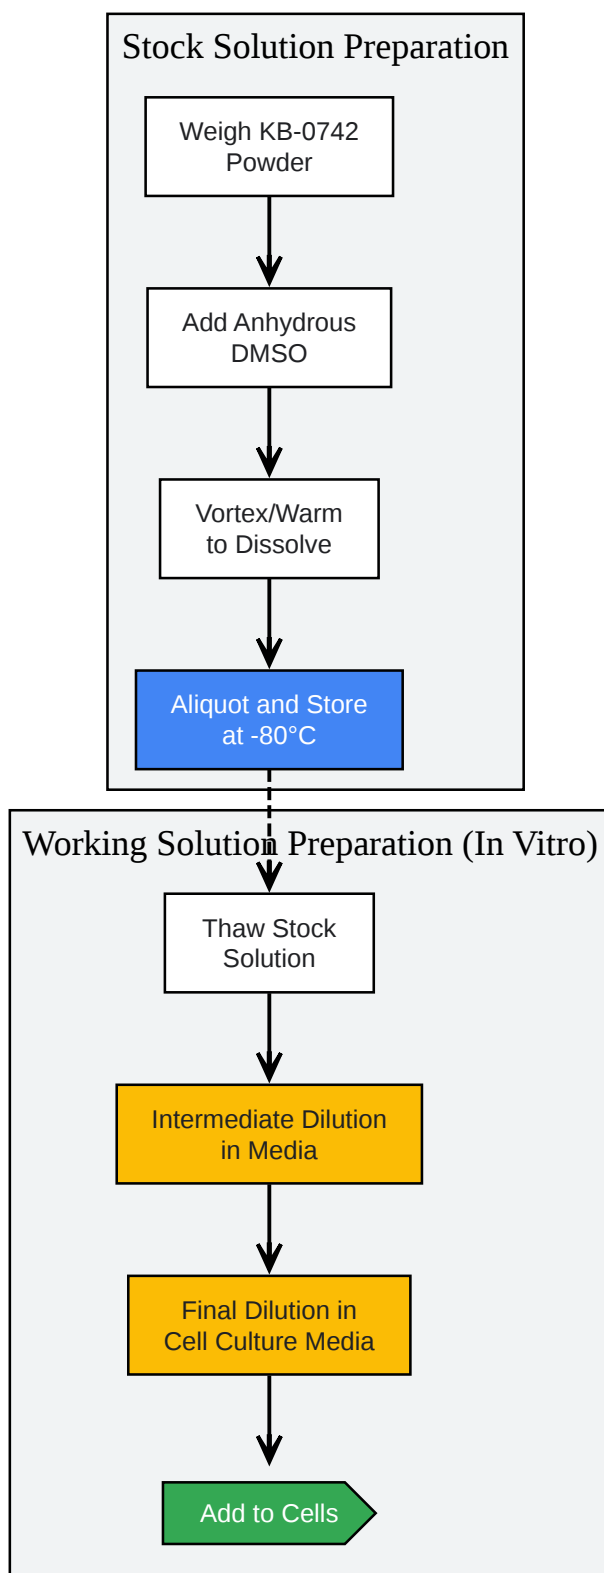 Stock Solution Preparation
Weigh KB-0742
Powder
Add Anhydrous
DMSO
Vortex/Warm
to Dissolve
Aliquot and Store
at -80°C
Working Solution Preparation (In Vitro)
Thaw Stock
Solution
Intermediate Dilution
in Media
Final Dilution in
Cell Culture Media
Add to Cells